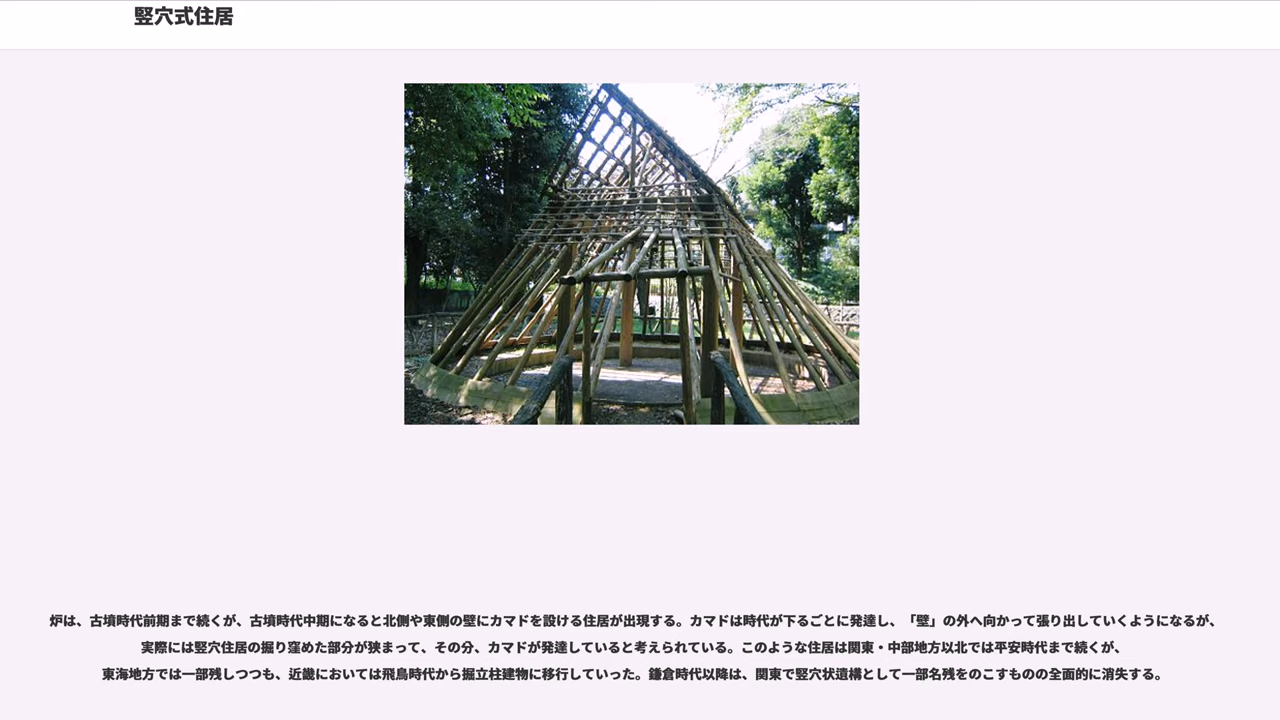 竪穴式住居
炉は、古墳時代前期まで続くが、古墳時代中期になると北側や東側の壁にカマドを設ける住居が出現する。カマドは時代が下るごとに発達し、「壁」の外へ向かって張り出していくようになるが、
実際には竪穴住居の掘り窪めた部分が狭まって、その分、カマドが発達していると考えられている。このような住居は関東・中部地方以北では平安時代まで続くが、
東海地方では一部残しつつも、近畿においては飛鳥時代から掘立柱建物に移行していった。鎌倉時代以降は、関東で竪穴状遺構として一部名残をのこすものの全面的に消失する。